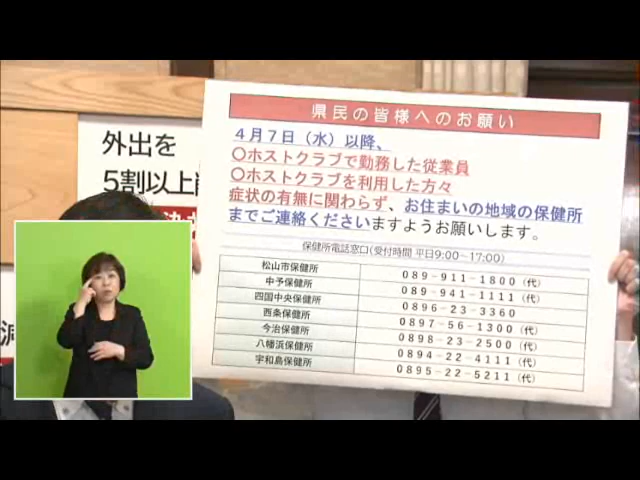 外出を
5割以上
減
県民の皆様へのお願い
４月７日（水）以降、
〇ホストクラブで勤務した従業員
〇ホストクラブを利用した方々
症状の有無に関わらず、お住まいの地域の保健所
までご連絡くださいますようお願いします。
保健所電話窓口（受付時間 平日9:00－17:00）
松山市保健所 ０８９－９１１－１８００（代）
中予保健所 ０８９－９４１－１１１１（代）
四国中央保健所 ０８９６－２３－３３６０
西条保健所 ０８９７－５６－１３００（代）
今治保健所 ０８９８－２３－２５００（代）
八幡浜保健所 ０８９４－２２－４１１１（代）
宇和島保健所 ０８９５－２２－５２１１（代）